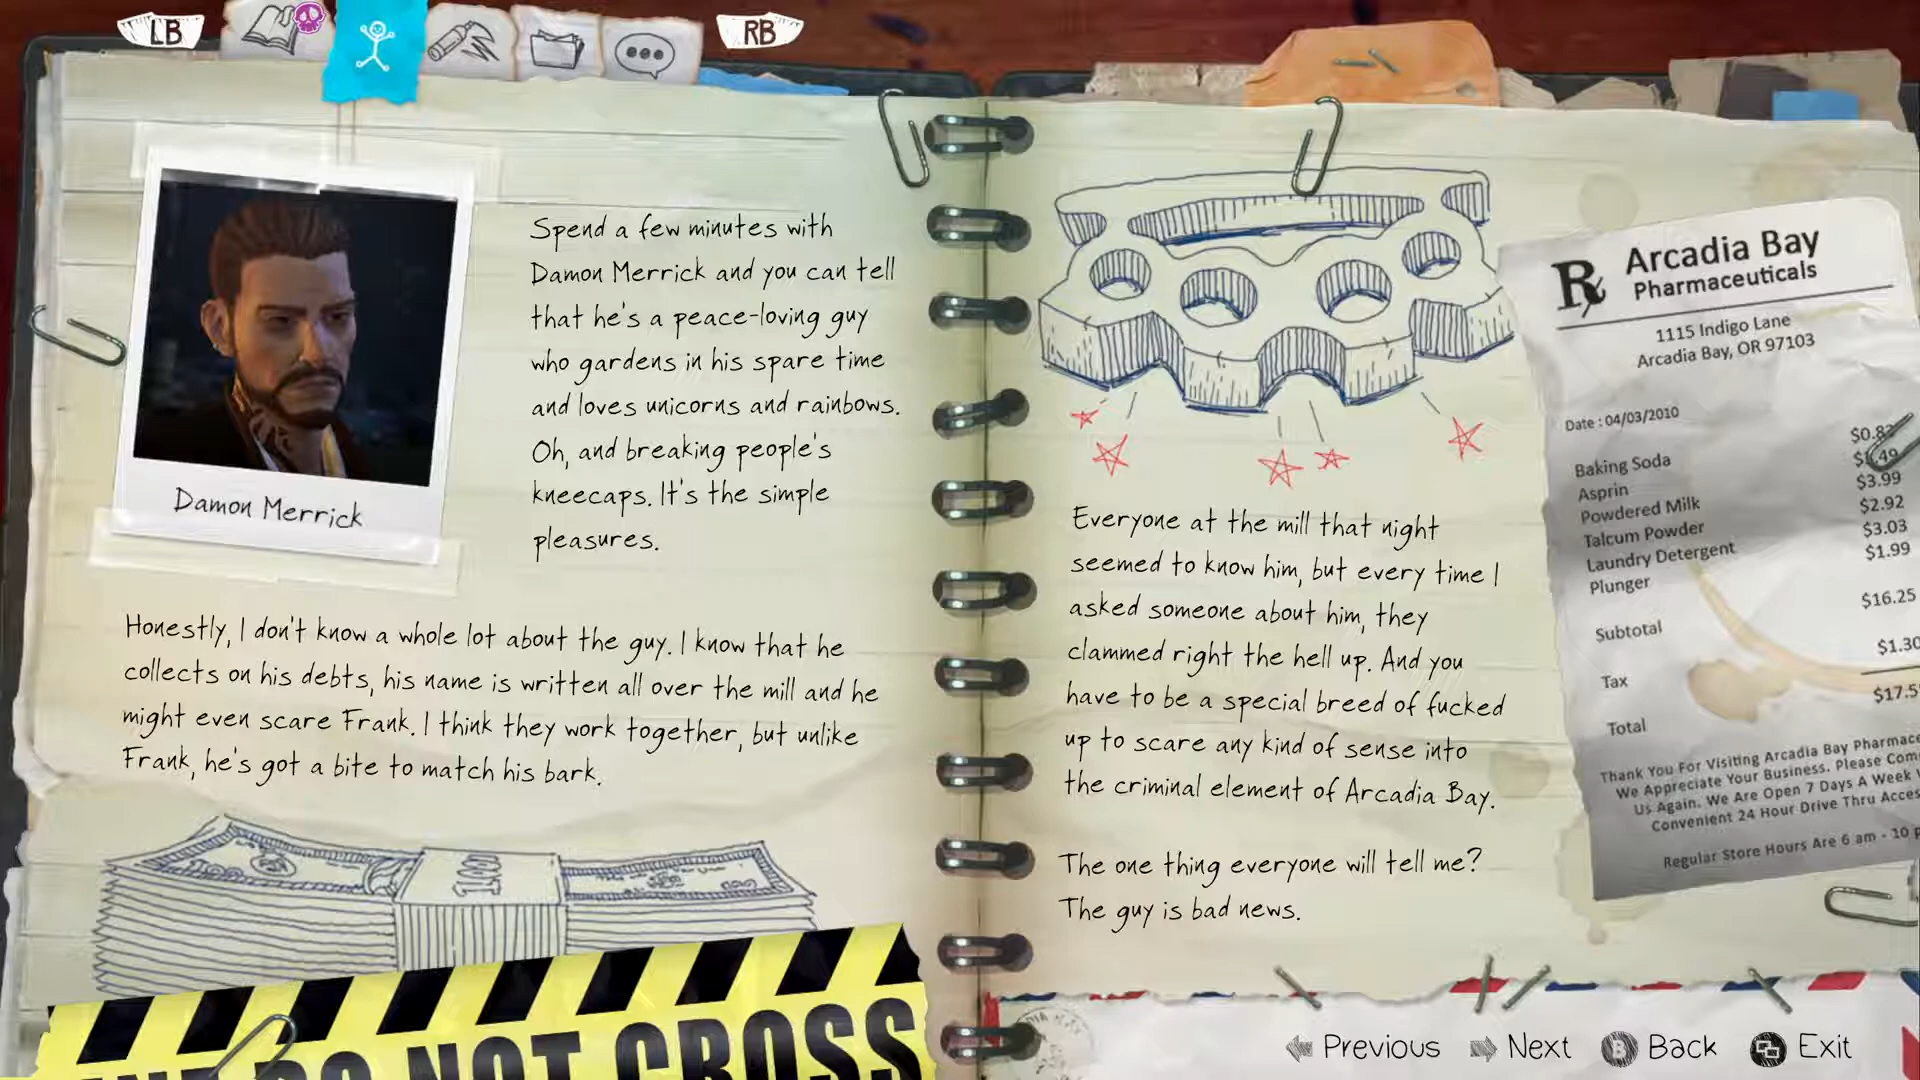 LB
RB
Spend a few minutes with
Damon Merrick and you can tell
that he's a peace-loving guy
who gardens in his spare time
and loves unicorns and rainbows.
Oh, and breaking people's
kneecaps. It's the simple
pleasures.
Damon Merrick
Honestly, I don't know a whole lot about the guy. I know that he
collects on his debts, his name is written all over the mill and he
might even scare Frank. I think they work together, but unlike
Frank, he's got a bite to match his bark.
100
100
DO NOT CROSS
Everyone at the mill that night
seemed to know him, but every time I
asked someone about him, they
clammed right the hell up. And you
have to be a special breed of fucked
up to scare any kind of sense into
the criminal element of Arcadia Bay.
The one thing everyone will tell me?
The guy is bad news.
Rx Arcadia Bay
Pharmaceuticals
1115 Indigo Lane
Arcadia Bay, OR 97103
Date : 04/03/2010
Baking Soda
Asprin
Powdered Milk $3.99
Talcum Powder $2.92
Laundry Detergent $3.03
Plunger $1.99
Subtotal $16.25
Tax $1.30
Total $17.5
Thank You For Visiting Arcadia Bay
We Appreciate Your Business. Please
Us Again. We Are Open 7 Days A Week
Convenient 24 Hour Drive Thru
Regular Store Hours Are 6 am - 10
Previous
Next
B Back
Exit